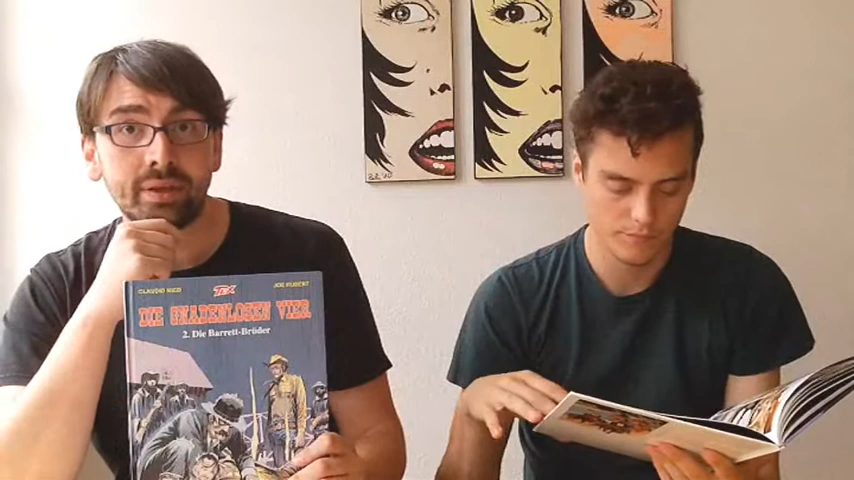 CLAUDIO NIZZI TEX JOE KUBERT
DIE GNADENLOSEN VIER
2. Die Barrett-Brüder